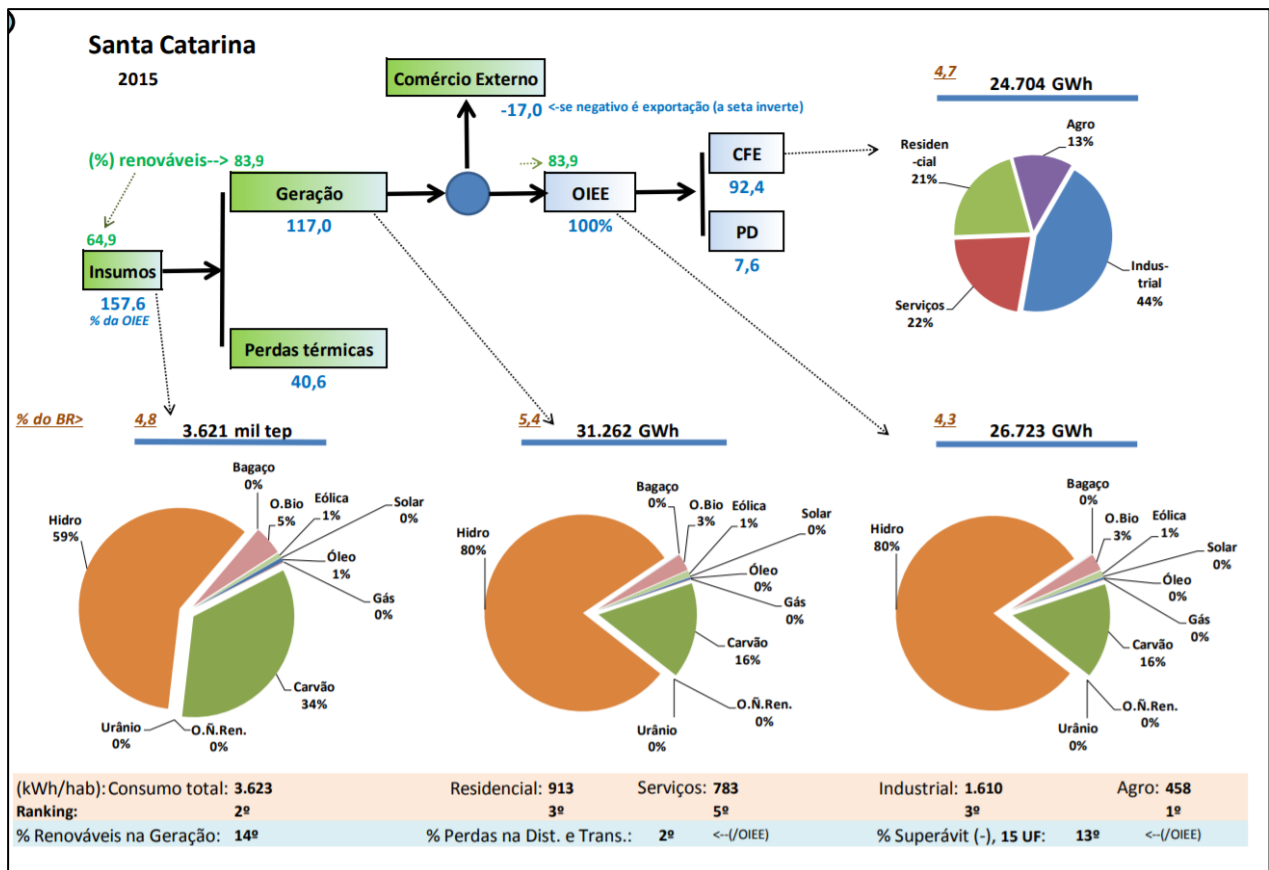 Santa Catarina
2015
Comércio Externo
-17,0 <-se negativo é exportação (a seta inverte)
(%) renováveis--> 83,9
Geração
117,0
64,9
Insumos
157,6
% da OIEE
Perdas térmicas
40,6
83,9
OIEE
100%
CFE
92,4
PD
7,6
4,7
24.704 GWh
Agro
13%
Residen
-cial
21%
Indus-
trial
44%
Serviços
22%
% do BR>
4,8
3.621 mil tep
Bagaço
0%
O.Bio
5%
Eólica
1%
Solar
0%
Hidro
59%
Óleo
1%
Gás
0%
Carvão
34%
Urânio
0%
O.Ñ.Ren.
0%
5,4
31.262 GWh
Bagaço
0%
O.Bio
3%
Eólica
1%
Solar
0%
Hidro
80%
Óleo
0%
Gás
0%
Carvão
16%
O.Ñ.Ren.
0%
Urânio
0%
4,3
26.723 GWh
Bagaço
0%
O.Bio
3%
Eólica
1%
Solar
0%
Hidro
80%
Óleo
0%
Gás
0%
Carvão
16%
O.Ñ.Ren.
0%
Urânio
0%
(kWh/hab): Consumo total: 3.623 Residencial: 913 Serviços: 783 Industrial: 1.610 Agro: 458
Ranking: 2º 3º 5º 3º 1º
% Renováveis na Geração: 14º % Perdas na Dist. e Trans.: 2º <--(/OIEE) % Superávit (-), 15 UF: 13º <--(/OIEE)